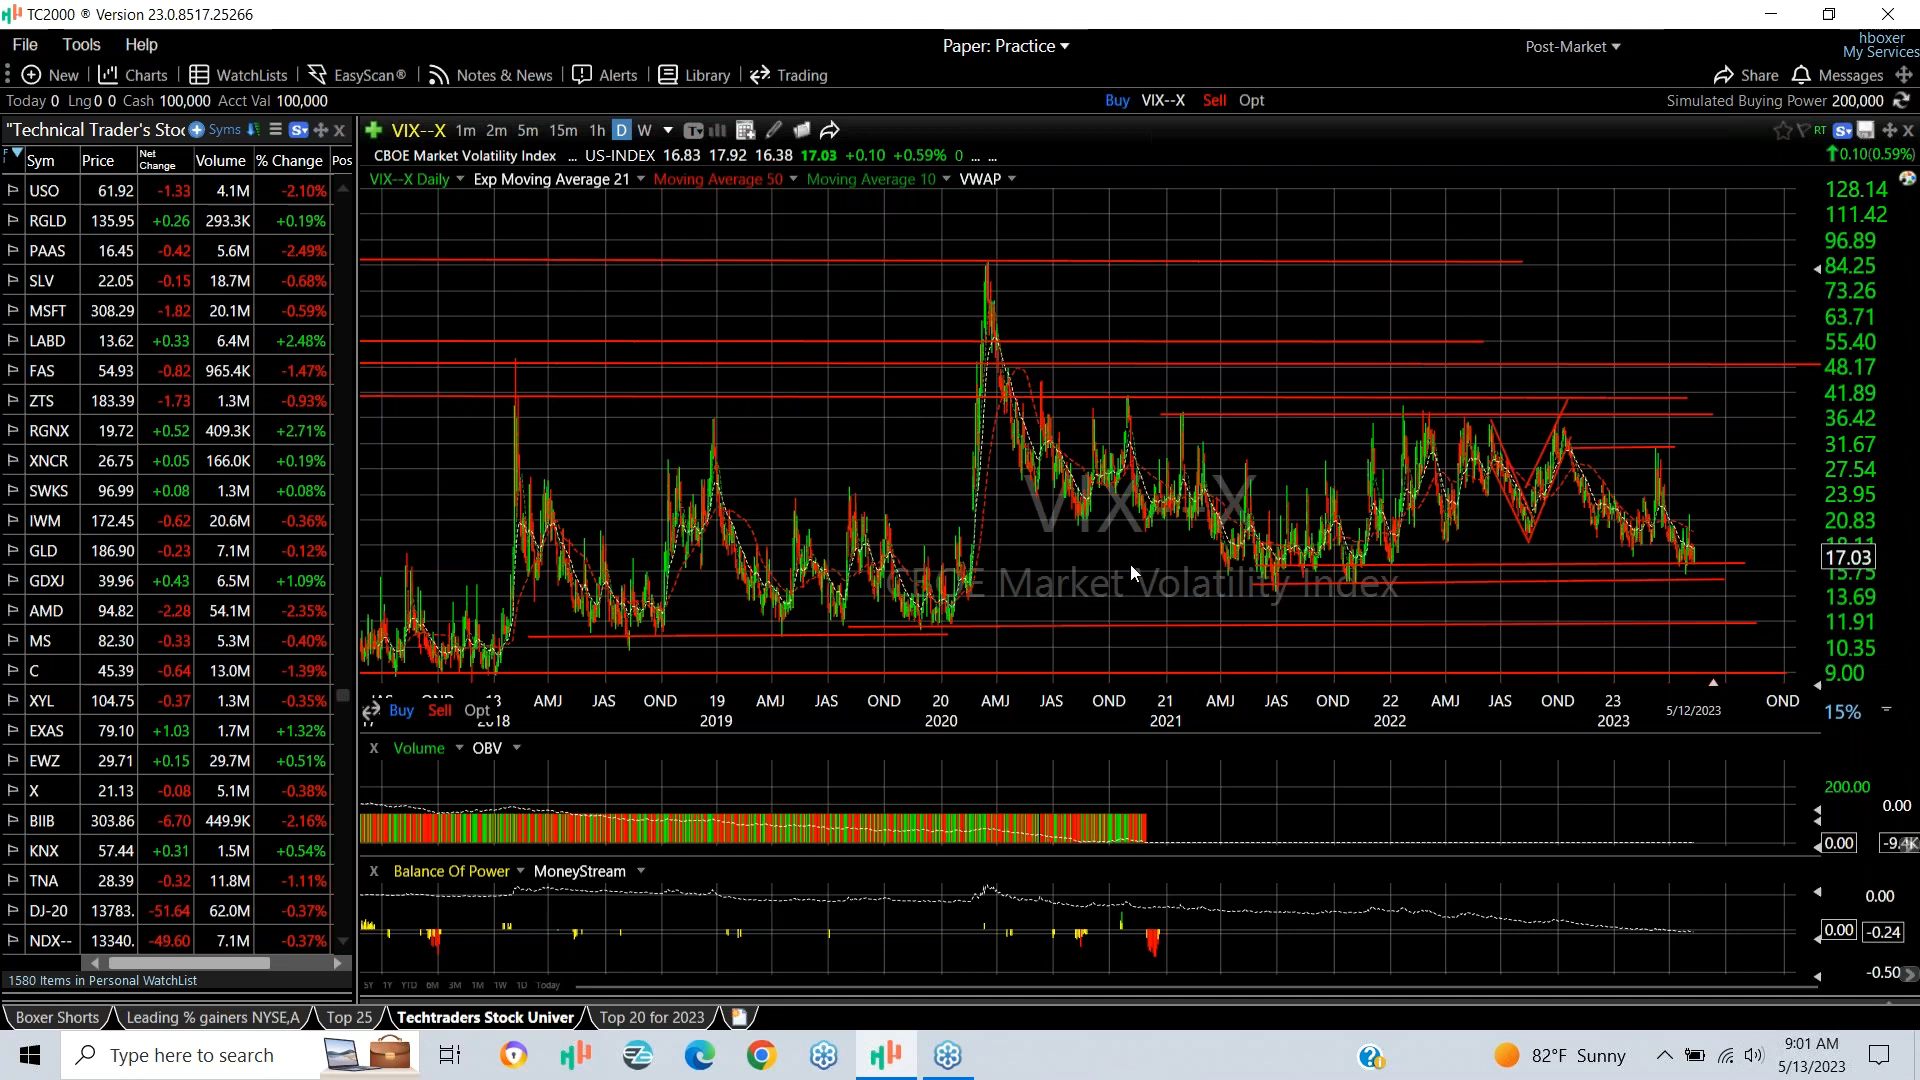 TC2000 ® Version 23.0.8517.25266
File Tools Help
Paper: Practice
Post-Market
hboxer
My Services
New Charts WatchLists EasyScan® Notes & News Alerts Library Trading
Share Messages
Today 0 Lng 0 0 Cash 100,000 Acct Val 100,000
Buy VIX--X Sell Opt
Simulated Buying Power 200,000
"Technical Trader's Stoc Syms
Sym Price Net Change Volume % Change Pos
USO 61.92 -1.33 4.1M -2.10%
RGLD 135.95 +0.26 293.3K +0.19%
PAAS 16.45 -0.42 5.6M -2.49%
SLV 22.05 -0.15 18.7M -0.68%
MSFT 308.29 -1.82 20.1M -0.59%
LABD 13.62 +0.33 6.4M +2.48%
FAS 54.93 -0.82 965.4K -1.47%
ZTS 183.39 -1.73 1.3M -0.93%
RGNX 19.72 +0.52 409.3K +2.71%
XNCR 26.75 +0.05 166.0K +0.19%
SWKS 96.99 +0.08 1.3M +0.08%
IWM 172.45 -0.62 20.6M -0.36%
GLD 186.90 -0.23 7.1M -0.12%
GDXJ 39.96 +0.43 6.5M +1.09%
AMD 94.82 -2.28 54.1M -2.35%
MS 82.30 -0.33 5.3M -0.40%
C 45.39 -0.64 13.0M -1.39%
XYL 104.75 -0.37 1.3M -0.35%
EXAS 79.10 +1.03 1.7M +1.32%
EWZ 29.71 +0.15 29.7M +0.51%
X 21.13 -0.08 5.1M -0.38%
BIIB 303.86 -6.70 449.9K -2.16%
KNX 57.44 +0.31 1.5M +0.54%
TNA 28.39 -0.32 11.8M -1.11%
DJ-20 13783. -51.64 62.0M -0.37%
NDX-- 13340. -49.60 7.1M -0.37%
1580 Items in Personal WatchList
VIX--X 1m 2m 5m 15m 1h D W
RT
CBOE Market Volatility Index ... US-INDEX 16.83 17.92 16.38 17.03 +0.10 +0.59% 0 ... ...
0.10(0.59%)
VIX--X Daily Exp Moving Average 21 Moving Average 50 Moving Average 10 VWAP
128.14
111.42
96.89
84.25
73.26
63.71
55.40
48.17
41.89
36.42
31.67
27.54
23.95
20.83
17.03
15.75
13.69
11.91
10.35
9.00
VIX--X
CBOE Market Volatility Index
AMJ JAS OND 19 AMJ JAS OND 20 AMJ JAS OND 21 AMJ JAS OND 22 AMJ JAS OND 23 OND
Buy Sell Opt
2018 2019 2020 2021 2022 2023 5/12/2023
15%
X Volume OBV
200.00
0.00
0.00
X Balance Of Power MoneyStream
0.00
0.00 -0.24
-0.50
5Y 1Y YTD 6M 3M 1M 1W 1D Today
Boxer Shorts Leading % gainers NYSE,A Top 25 Techtraders Stock Univer Top 20 for 2023
Type here to search
82°F Sunny
9:01 AM
5/13/2023